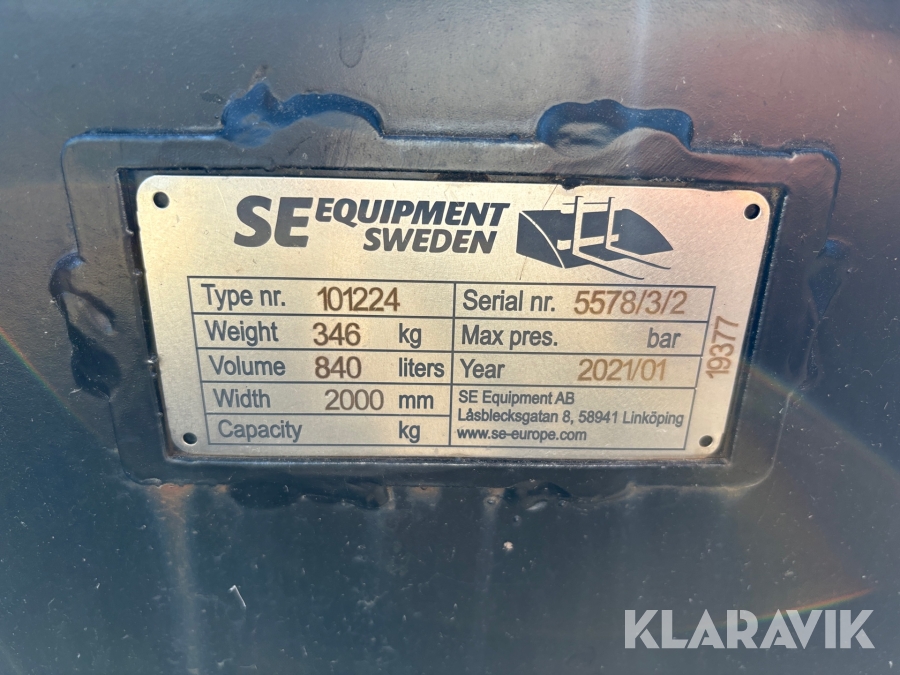 SE EQUIPMENT
SWEDEN
Type nr. 101224
Serial nr. 5578/3/2
Weight 346 kg
Max pres. bar
Volume 840 liters
Year 2021/01
Width 2000 mm
SE Equipment AB
Låsblecksgatan 8, 58941 Linköping
Capacity kg
www.se-europe.com
19377
KLARAVIK